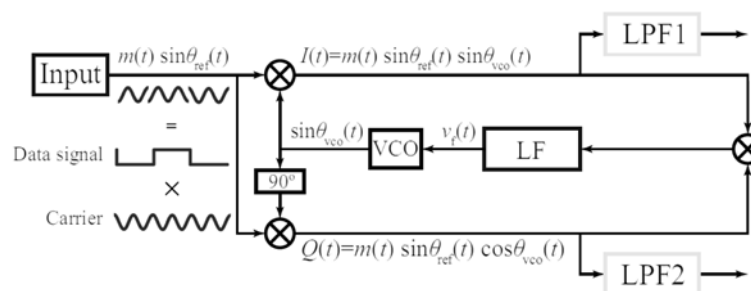 LPF1
m(t) sinθref(t)
I(t)=m(t) sinθref(t) sinθvco(t)
Input
=
sinθvco(t)
vf(t)
Data signal
VCO
LF
×
90°
Carrier
Q(t)=m(t) sinθref(t) cosθvco(t)
LPF2